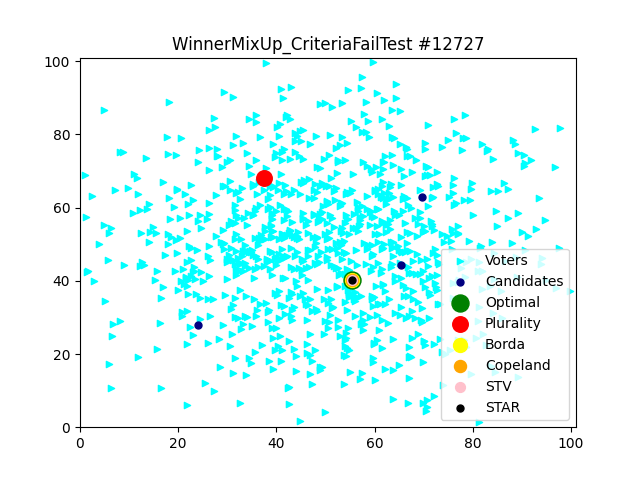 WinnerMixUp_CriteriaFailTest #12727
100
80
60
40
20
0
0
20
40
60
80
100
Voters
Candidates
Optimal
Plurality
Borda
Copeland
STV
STAR